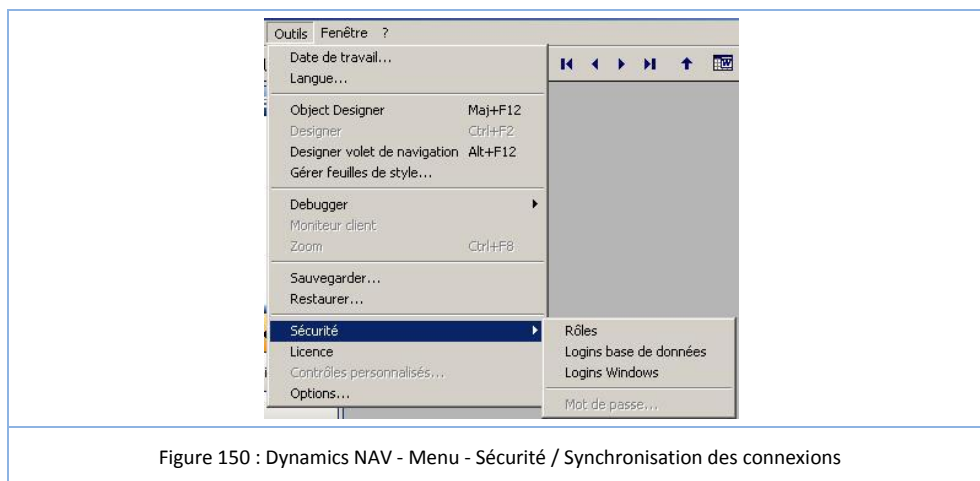 Outils Fenêtre ?
Date de travail...
Langue...
Object Designer Maj+F12
Designer Ctrl+F2
Designer volet de navigation Alt+F12
Gérer feuilles de style...
Debugger
Moniteur client
Zoom Ctrl+F8
Sauvegarder...
Restaurer...
Sécurité
Licence
Contrôles personnalisés...
Options...
Rôles
Logins base de données
Logins Windows
Mot de passe...
Figure 150 : Dynamics NAV - Menu - Sécurité / Synchronisation des connexions